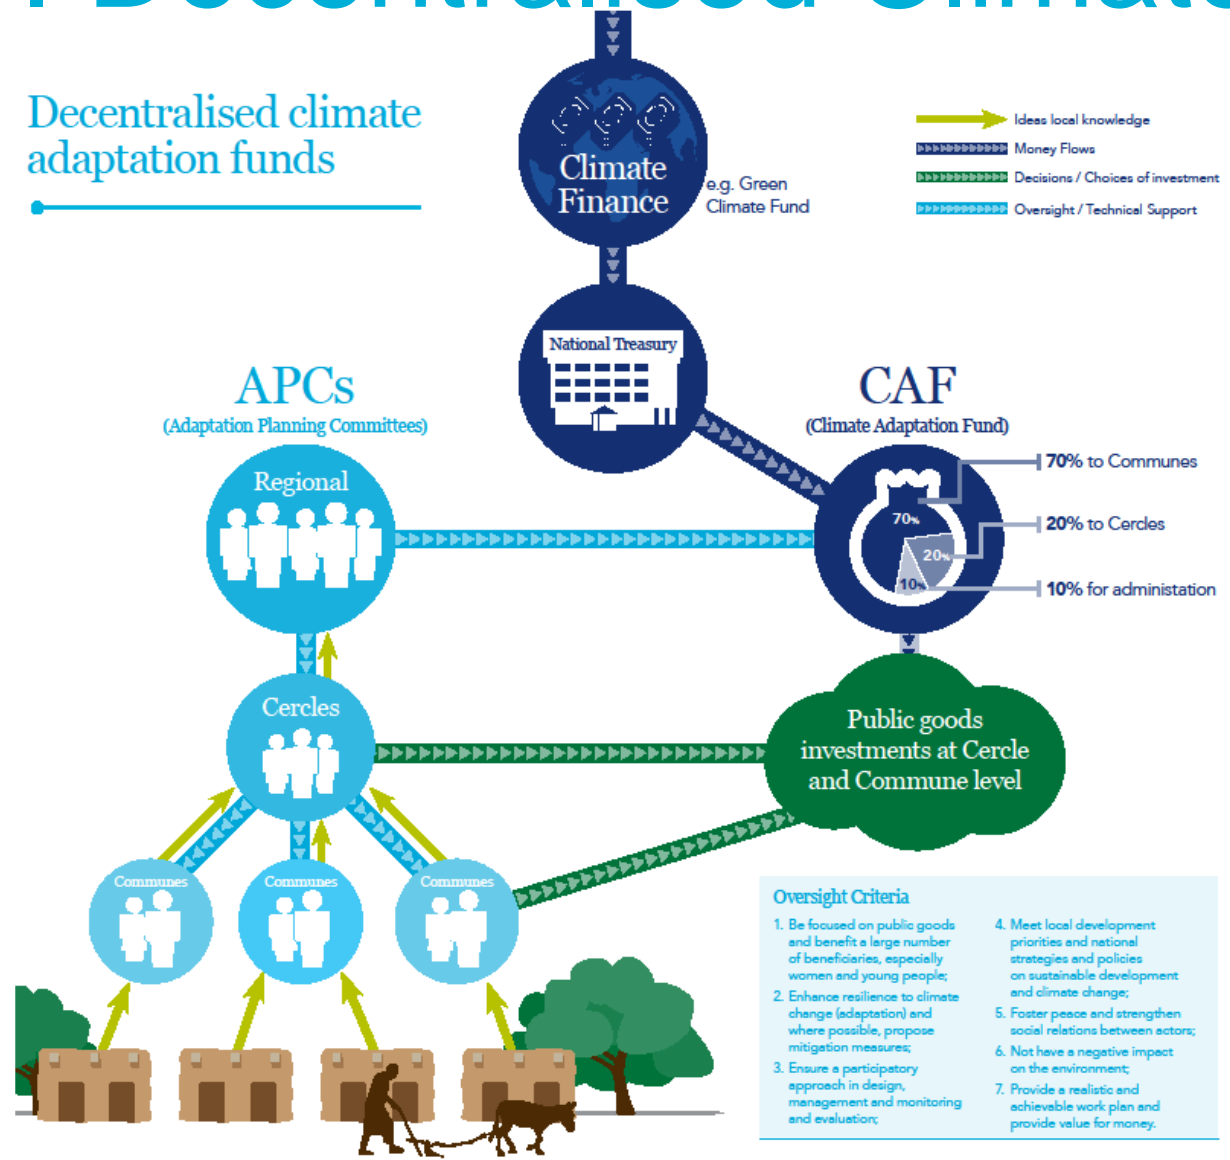 Decentralised Climate
Decentralised climate
adaptation funds
Climate
Finance
e.g. Green
Climate Fund
Ideas local knowledge
Money Flows
Decisions / Choices of investment
Oversight / Technical Support
National Treasury
APCs
(Adaptation Planning Committees)
CAF
(Climate Adaptation Fund)
Regional
70% to Communes
70%
20% to Cercles
20%
10%
10% for administation
Cercles
Public goods
investments at Cercle
and Commune level
Communes
Communes
Communes
Oversight Criteria
1. Be focused on public goods
and benefit a large number
of beneficiaries, especially
women and young people;
2. Enhance resilience to climate
change (adaptation) and
where possible, propose
mitigation measures;
3. Ensure a participatory
approach in design,
management and monitoring
and evaluation;
4. Meet local development
priorities and national
strategies and policies
on sustainable development
and climate change;
5. Foster peace and strengthen
social relations between actors;
6. Not have a negative impact
on the environment;
7. Provide a realistic and
achievable work plan and
provide value for money.